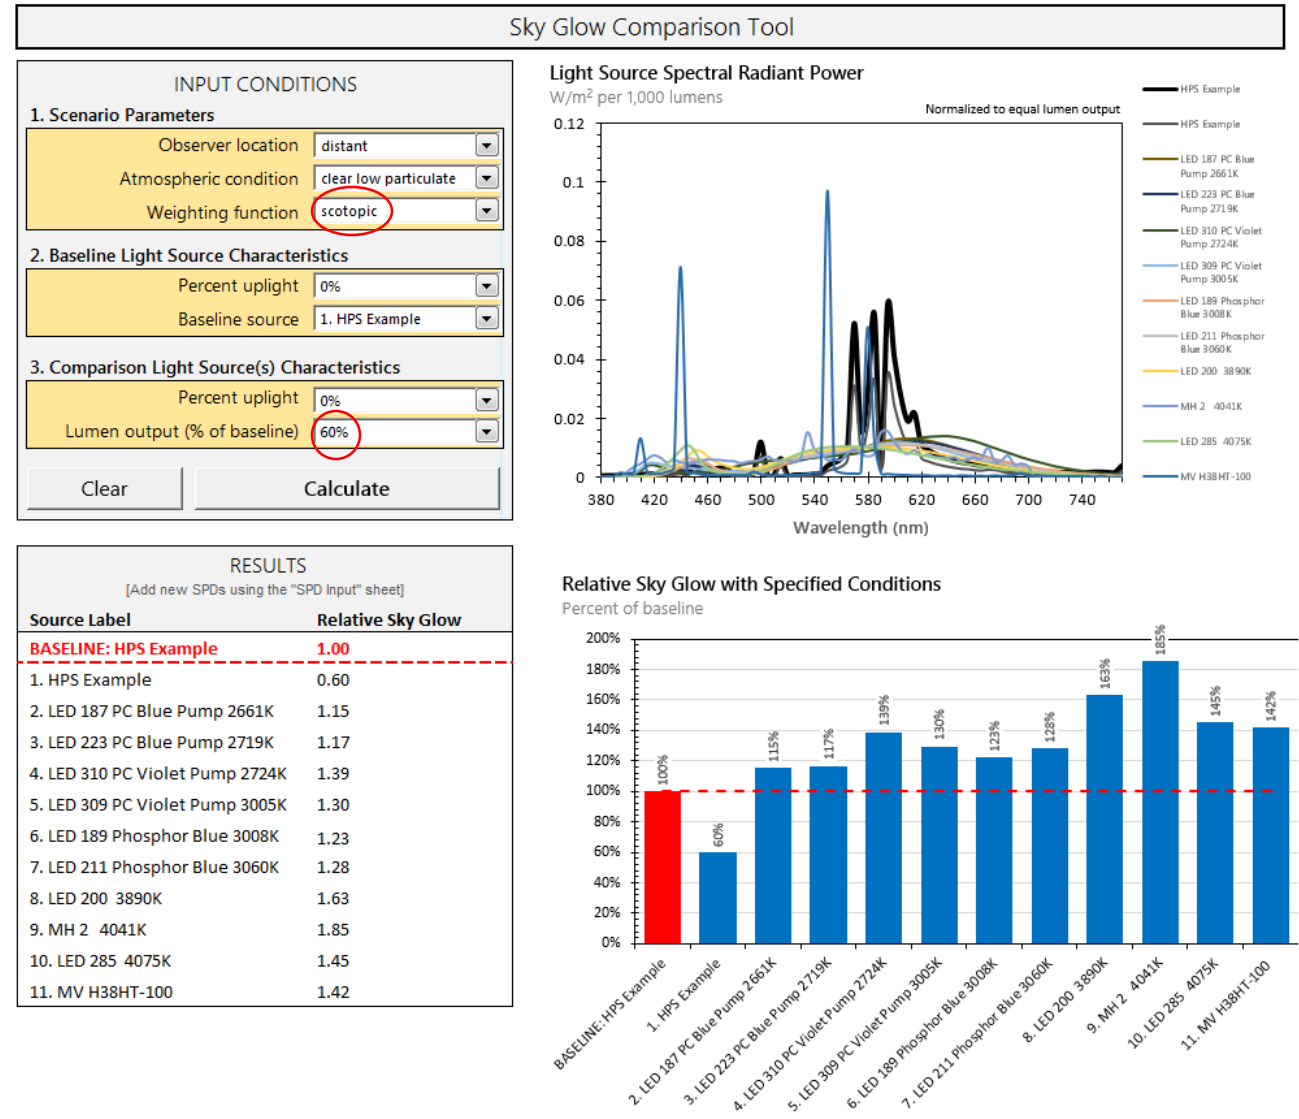 Sky Glow Comparison Tool
INPUT CONDITIONS
1. Scenario Parameters
Observer location distant
Atmospheric condition clear low particulate
Weighting function scotopic
2. Baseline Light Source Characteristics
Percent uplight 0%
Baseline source 1. HPS Example
3. Comparison Light Source(s) Characteristics
Percent uplight 0%
Lumen output (% of baseline) 60%
Clear Calculate
RESULTS
[Add new SPDs using the "SPD Input" sheet]
Source Label Relative Sky Glow
BASELINE: HPS Example 1.00
1. HPS Example 0.60
2. LED 187 PC Blue Pump 2661K 1.15
3. LED 223 PC Blue Pump 2719K 1.17
4. LED 310 PC Violet Pump 2724K 1.39
5. LED 309 PC Violet Pump 3005K 1.30
6. LED 189 Phosphor Blue 3008K 1.23
7. LED 211 Phosphor Blue 3060K 1.28
8. LED 200 3890K 1.63
9. MH 2 4041K 1.85
10. LED 285 4075K 1.45
11. MV H38HT-100 1.42
Light Source Spectral Radiant Power
W/m² per 1,000 lumens
Normalized to equal lumen output
0.12
0.1
0.08
0.06
0.04
0.02
0
380 420 460 500 540 580 620 660 700 740
Wavelength (nm)
HPS Example
HPS Example
LED 187 PC Blue
Pump 2661K
LED 223 PC Blue
Pump 2719K
LED 310 PC Violet
Pump 2724K
LED 309 PC Violet
Pump 3005K
LED 189 Phosphor
Blue 3008K
LED 211 Phosphor
Blue 3060K
LED 200 3890K
MH 2 4041K
LED 285 4075K
MV H38HT-100
Relative Sky Glow with Specified Conditions
Percent of baseline
200%
180%
160%
140%
120%
100%
80%
60%
40%
20%
0%
100%
60%
115%
117%
139%
130%
123%
128%
163%
185%
145%
142%
BASELINE: HPS Example
1. HPS Example
2. LED 187 PC Blue Pump 2661K
3. LED 223 PC Blue Pump 2719K
4. LED 310 PC Violet Pump 2724K
5. LED 309 PC Violet Pump 3005K
6. LED 189 Phosphor Blue 3008K
7. LED 211 Phosphor Blue 3060K
8. LED 200 3890K
9. MH 2 4041K
10. LED 285 4075K
11. MV H38HT-100